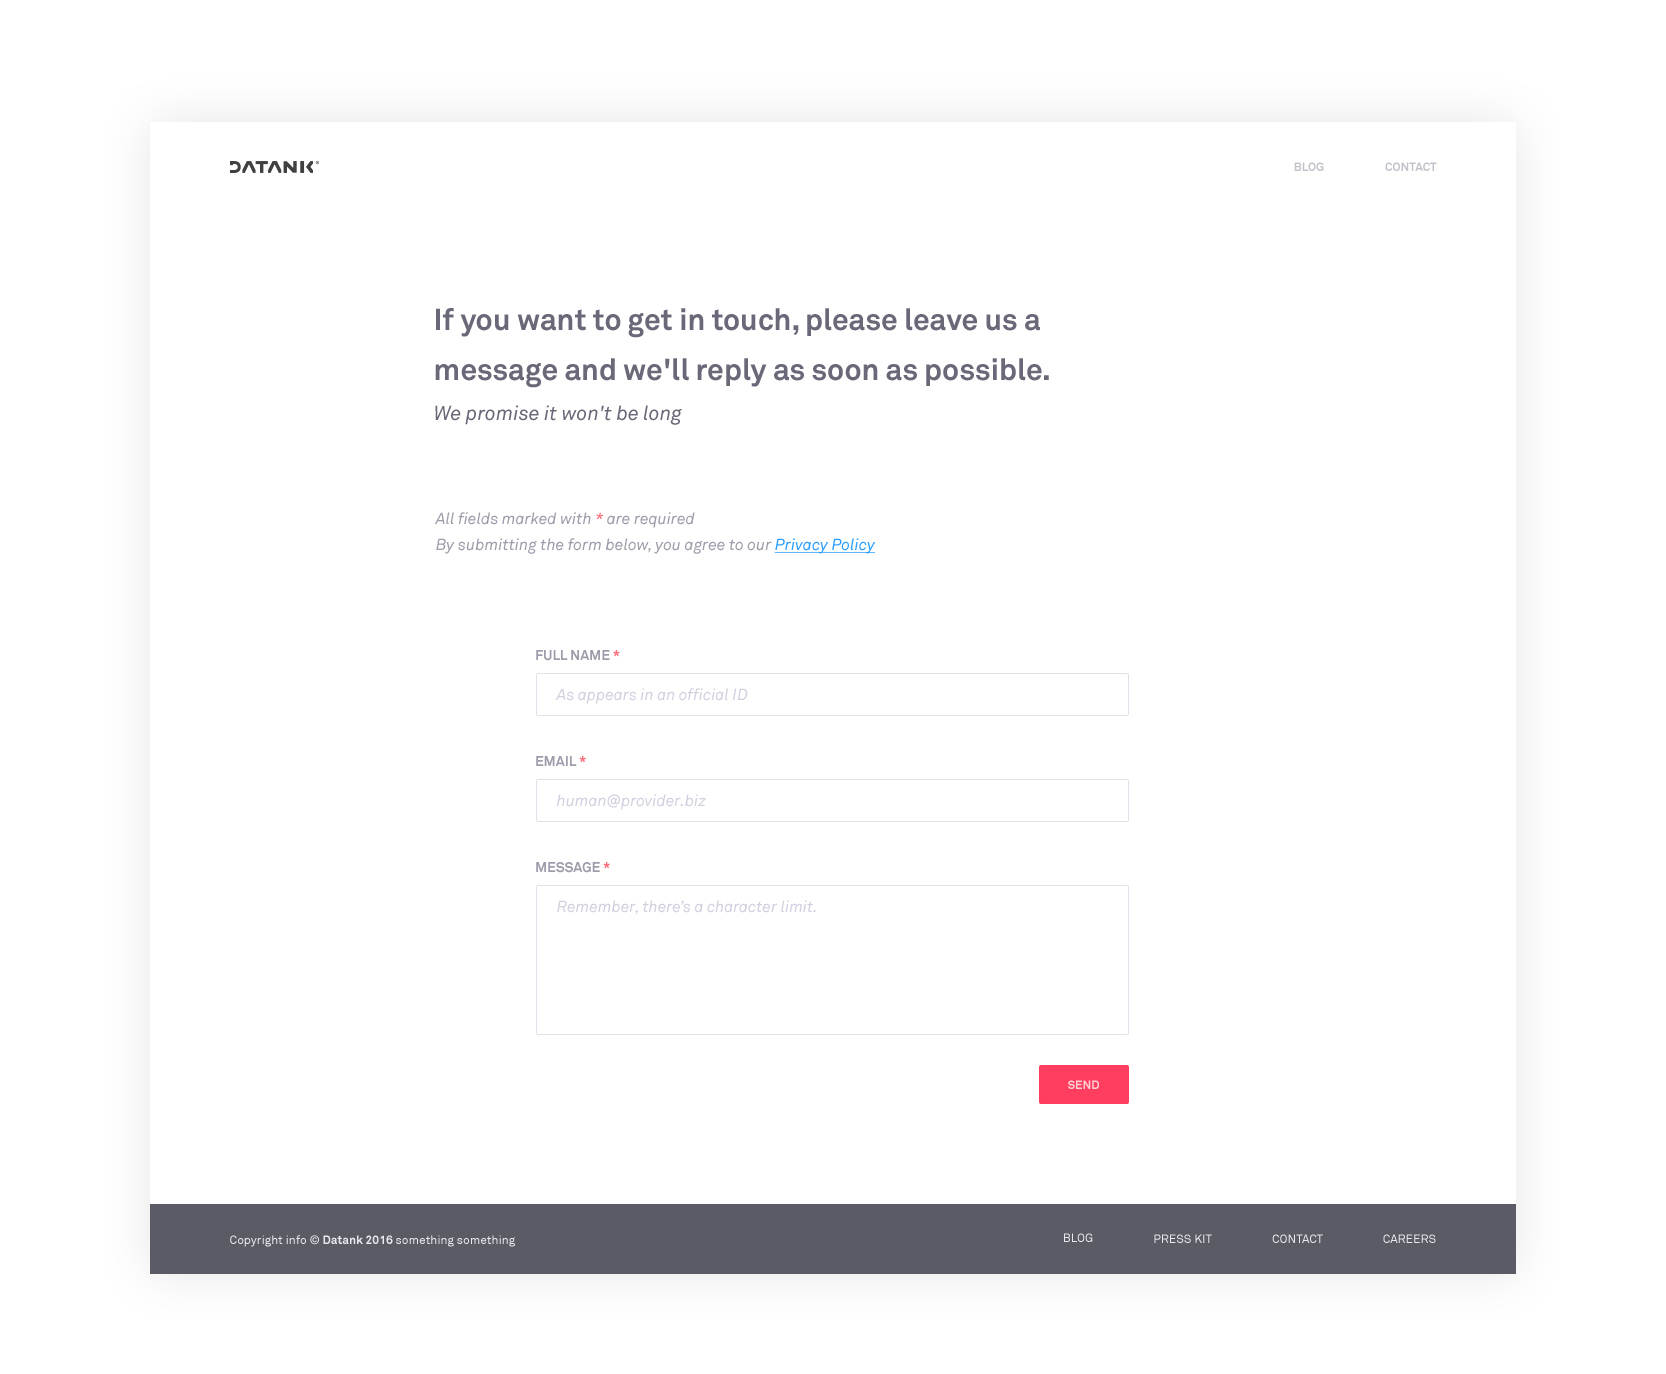 DATANK
BLOG CONTACT
If you want to get in touch, please leave us a
message and we'll reply as soon as possible.
We promise it won't be long
All fields marked with * are required
By submitting the form below, you agree to our Privacy Policy
FULL NAME *
As appears in an official ID
EMAIL *
human@provider.biz
MESSAGE *
Remember, there's a character limit.
SEND
Copyright info © Datank 2016 something something
BLOG PRESS KIT CONTACT CAREERS